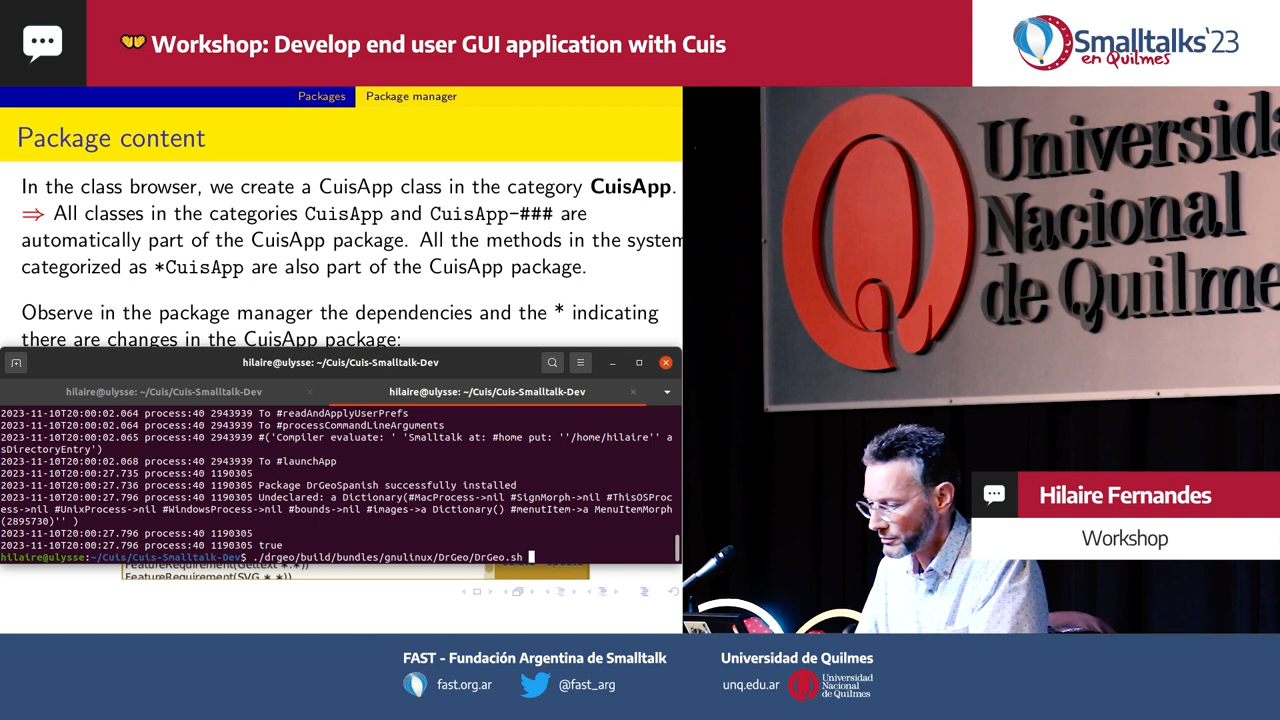 Workshop: Develop end user GUI application with Cuis
Smalltalks'23
en Quilmes
Packages
Package manager
Package content
In the class browser, we create a CuisApp class in the category CuisApp.
⇒ All classes in the categories CuisApp and CuisApp-### are
automatically part of the CuisApp package. All the methods in the system
categorized as *CuisApp are also part of the CuisApp package.
Observe in the package manager the dependencies and the * indicating
there are changes in the CuisApp package:
hilaire@ulysse: ~/Cuis/Cuis-Smalltalk-Dev
hilaire@ulysse: ~/Cuis/Cuis-Smalltalk-Dev
hilaire@ulysse: ~/Cuis/Cuis-Smalltalk-Dev
2023-11-10T20:00:02.064 process:40 2943939 To #readAndApplyUserPrefs
2023-11-10T20:00:02.064 process:40 2943939 To #processCommandLineArguments
2023-11-10T20:00:02.065 process:40 2943939 #('Compiler evaluate: ' 'Smalltalk at: #home put: ''/home/hilaire'' a
sDirectoryEntry')
2023-11-10T20:00:02.068 process:40 2943939 To #launchApp
2023-11-10T20:00:27.735 process:40 1190305
2023-11-10T20:00:27.736 process:40 1190305 Package DrGeoSpanish successfully installed
2023-11-10T20:00:27.796 process:40 1190305 Undeclared: a Dictionary(#MacProcess->nil #SignMorph->nil #ThisOSProc
ess->nil #UnixProcess->nil #WindowsProcess->nil #bounds->nil #images->a Dictionary() #menutItem->a MenuItemMorph
(2895730)'' )
2023-11-10T20:00:27.796 process:40 1190305
2023-11-10T20:00:27.796 process:40 1190305 true
hilaire@ulysse:~/Cuis/Cuis-Smalltalk-Dev$ ./drgeo/build/bundles/gnulinux/DrGeo/DrGeo.sh
FeatureRequirement(Gettext *.*))
FeatureRequirement(SVG *.*))
Universid
Nacional
de Quilme
Hilaire Fernandes
Workshop
FAST - Fundación Argentina de Smalltalk
fast.org.ar
@fast_arg
Universidad de Quilmes
unq.edu.ar
Universidad
Nacional
de Quilmes